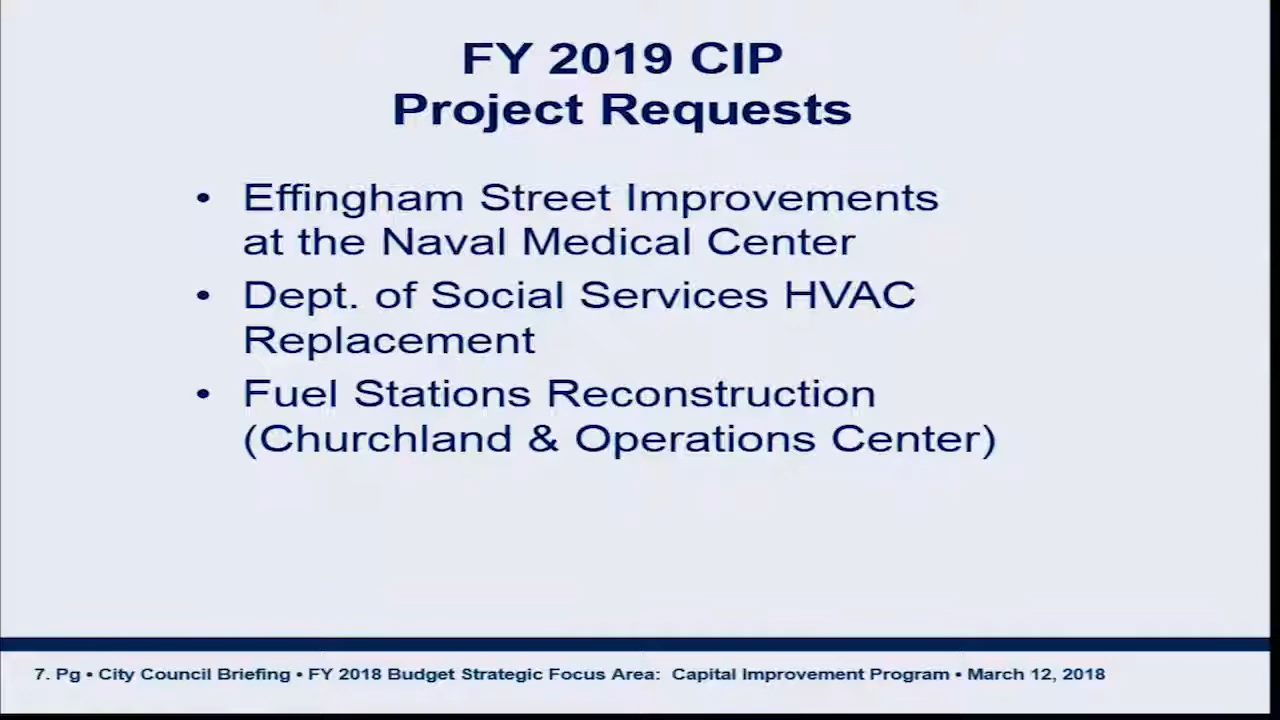 FY 2019 CIP
Project Requests
• Effingham Street Improvements
at the Naval Medical Center
• Dept. of Social Services HVAC
Replacement
• Fuel Stations Reconstruction
(Churchland & Operations Center)
7. Pg • City Council Briefing • FY 2018 Budget Strategic Focus Area: Capital Improvement Program • March 12, 2018